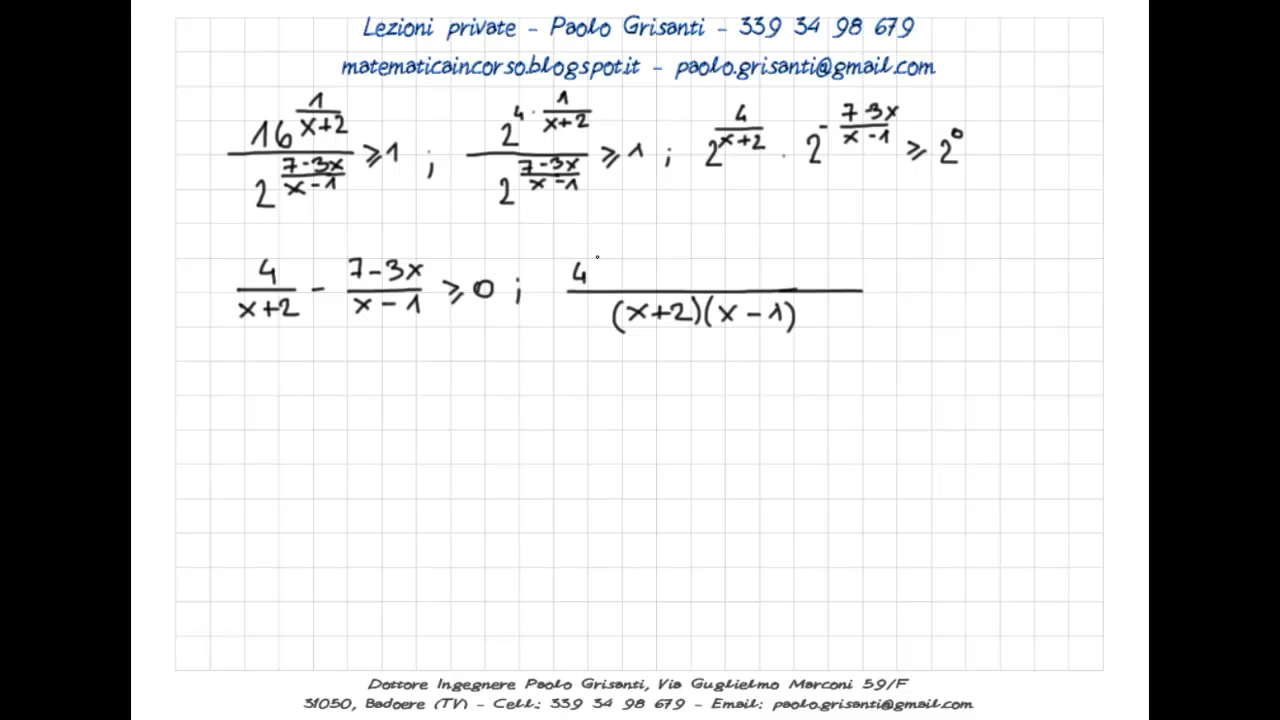 Lezioni private - Paolo Grisanti - 339 34 98 679
matematicaincorso.blogspot.it - paolo.grisanti@gmail.com
16^(1/(x+2)) / 2^((7-3x)/(x-1)) ⩾ 1 ; 2^(4·1/(x+2)) / 2^((7-3x)/(x-1)) ⩾ 1 ; 2^(4/(x+2)) · 2^(-(7-3x)/(x-1)) ⩾ 2^0
4/(x+2) - (7-3x)/(x-1) ⩾ 0 ; 4/((x+2)(x-1))
Dottore Ingegnere Paolo Grisanti, Via Guglielmo Marconi 59/F
31050, Badoere (TV) - Cell.: 339 34 98 679 - Email: paolo.grisanti@gmail.com